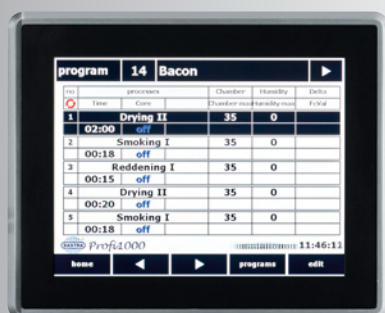 program 14 Bacon
no processes Chamber Humidity Delta
Time Core Chamber max Humidity max FcVal
1 Drying II 35 0
02:00 off
2 Smoking I 35 0
00:18 off
3 Reddening I 35 0
00:15 off
4 Drying II 35 0
00:20 off
5 Smoking I 35 0
00:18 off
Profi1000 11:46:12
home programs edit